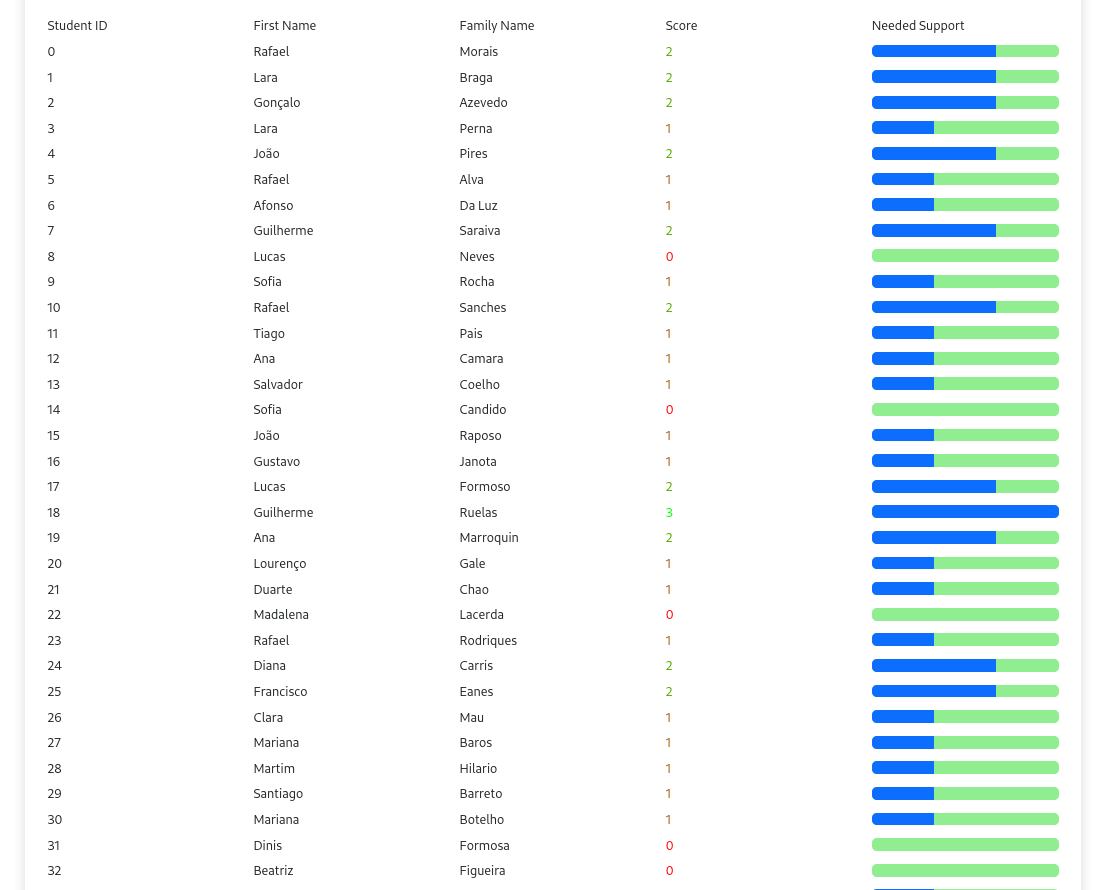 Student ID First Name Family Name Score Needed Support
0 Rafael Morais 2
1 Lara Braga 2
2 Gonçalo Azevedo 2
3 Lara Perna 1
4 João Pires 2
5 Rafael Alva 1
6 Afonso Da Luz 1
7 Guilherme Saraiva 2
8 Lucas Neves 0
9 Sofia Rocha 1
10 Rafael Sanches 2
11 Tiago Pais 1
12 Ana Camara 1
13 Salvador Coelho 1
14 Sofia Candido 0
15 João Raposo 1
16 Gustavo Janota 1
17 Lucas Formoso 2
18 Guilherme Ruelas 3
19 Ana Marroquin 2
20 Lourenço Gale 1
21 Duarte Chao 1
22 Madalena Lacerda 0
23 Rafael Rodriques 1
24 Diana Carris 2
25 Francisco Eanes 2
26 Clara Mau 1
27 Mariana Baros 1
28 Martim Hilario 1
29 Santiago Barreto 1
30 Mariana Botelho 1
31 Dinis Formosa 0
32 Beatriz Figueira 0